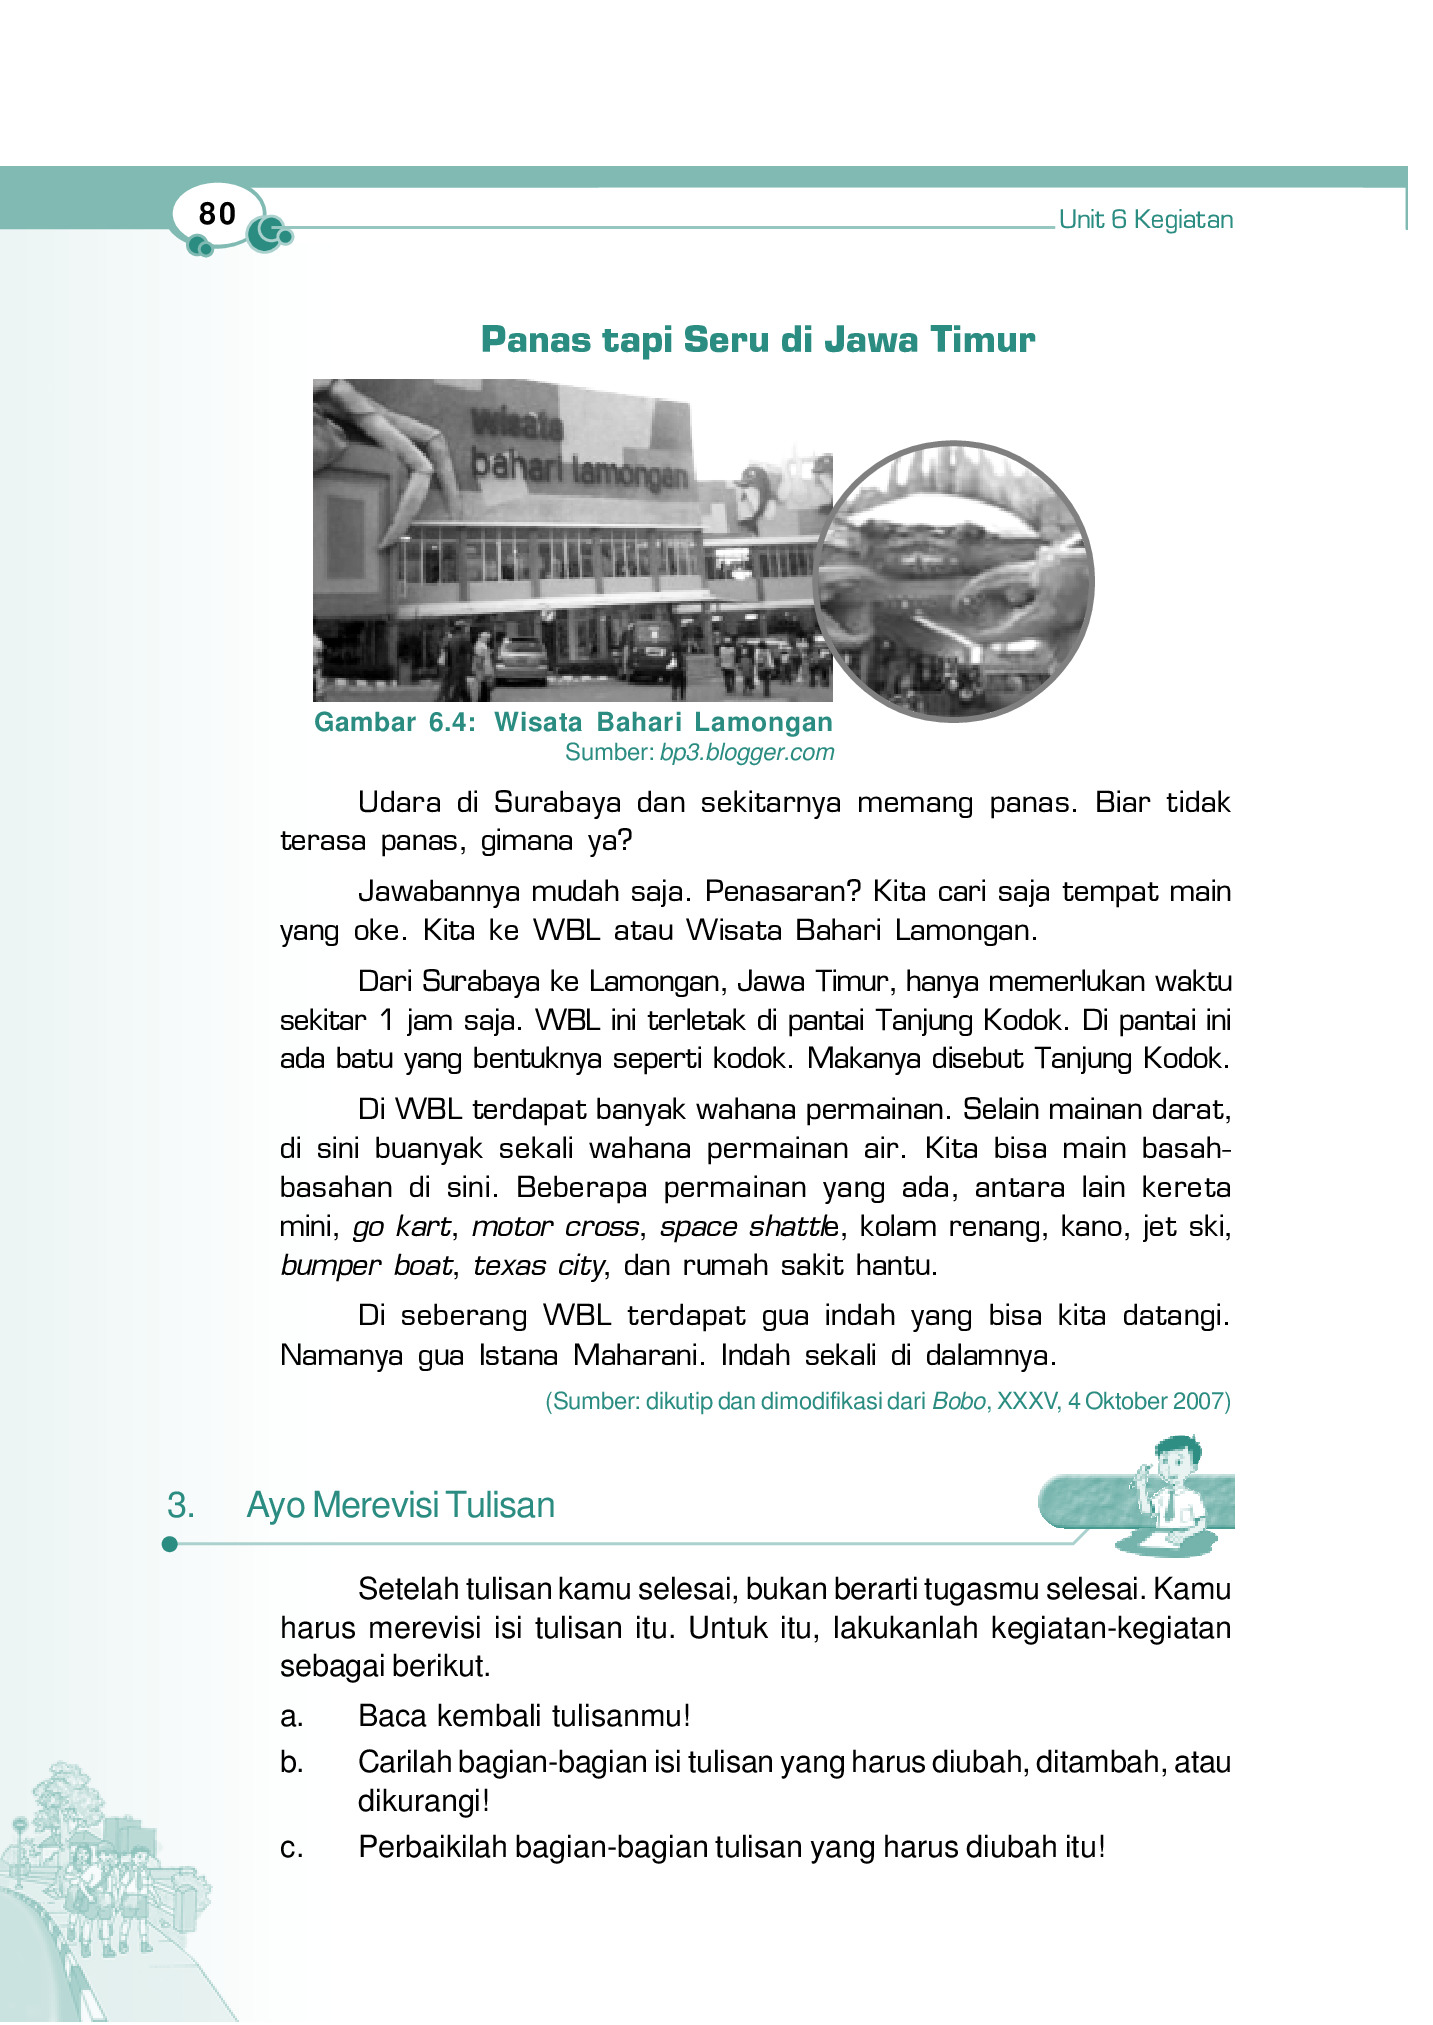 80
Unit 6 Kegiatan
Panas tapi Seru di Jawa Timur
wisata
bahari lamongan
Gambar 6.4: Wisata Bahari Lamongan
Sumber: bp3.blogger.com
Udara di Surabaya dan sekitarnya memang panas. Biar tidak
terasa panas, gimana ya?
Jawabannya mudah saja. Penasaran? Kita cari saja tempat main
yang oke. Kita ke WBL atau Wisata Bahari Lamongan.
Dari Surabaya ke Lamongan, Jawa Timur, hanya memerlukan waktu
sekitar 1 jam saja. WBL ini terletak di pantai Tanjung Kodok. Di pantai ini
ada batu yang bentuknya seperti kodok. Makanya disebut Tanjung Kodok.
Di WBL terdapat banyak wahana permainan. Selain mainan darat,
di sini buanyak sekali wahana permainan air. Kita bisa main basah-
basahan di sini. Beberapa permainan yang ada, antara lain kereta
mini, go kart, motor cross, space shattle, kolam renang, kano, jet ski,
bumper boat, texas city, dan rumah sakit hantu.
Di seberang WBL terdapat gua indah yang bisa kita datangi.
Namanya gua Istana Maharani. Indah sekali di dalamnya.
(Sumber: dikutip dan dimodifikasi dari Bobo, XXXV, 4 Oktober 2007)
3. Ayo Merevisi Tulisan
Setelah tulisan kamu selesai, bukan berarti tugasmu selesai. Kamu
harus merevisi isi tulisan itu. Untuk itu, lakukanlah kegiatan-kegiatan
sebagai berikut.
a. Baca kembali tulisanmu!
b. Carilah bagian-bagian isi tulisan yang harus diubah, ditambah, atau
dikurangi!
c. Perbaikilah bagian-bagian tulisan yang harus diubah itu!